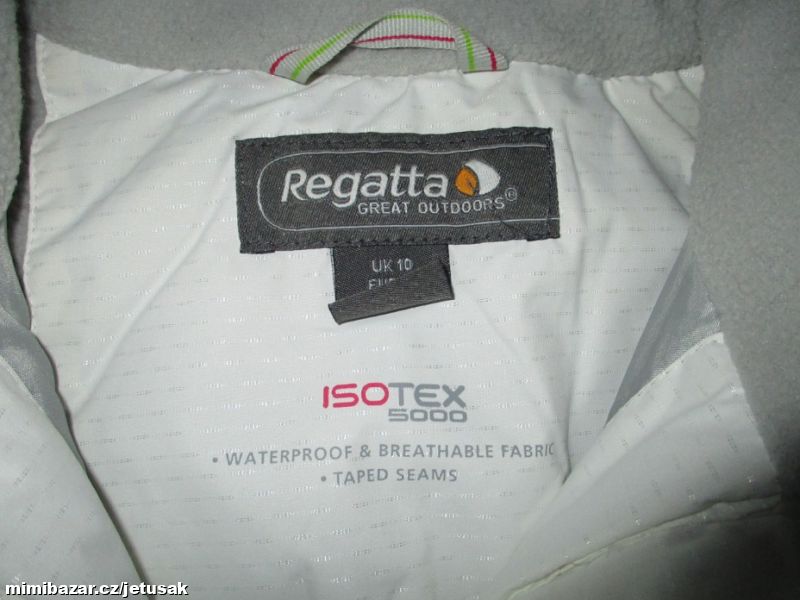 Regatta
GREAT OUTDOORS®
UK 10
ISOTEX
5000
• WATERPROOF & BREATHABLE FABRIC
• TAPED SEAMS
mimibazar.cz/jetusak